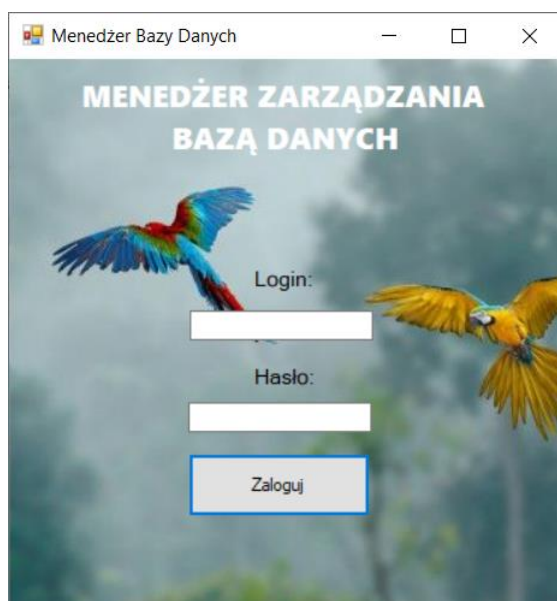 Menedżer Bazy Danych
MENEDŻER ZARZĄDZANIA
BAZĄ DANYCH
Login:
Hasło:
Zaloguj